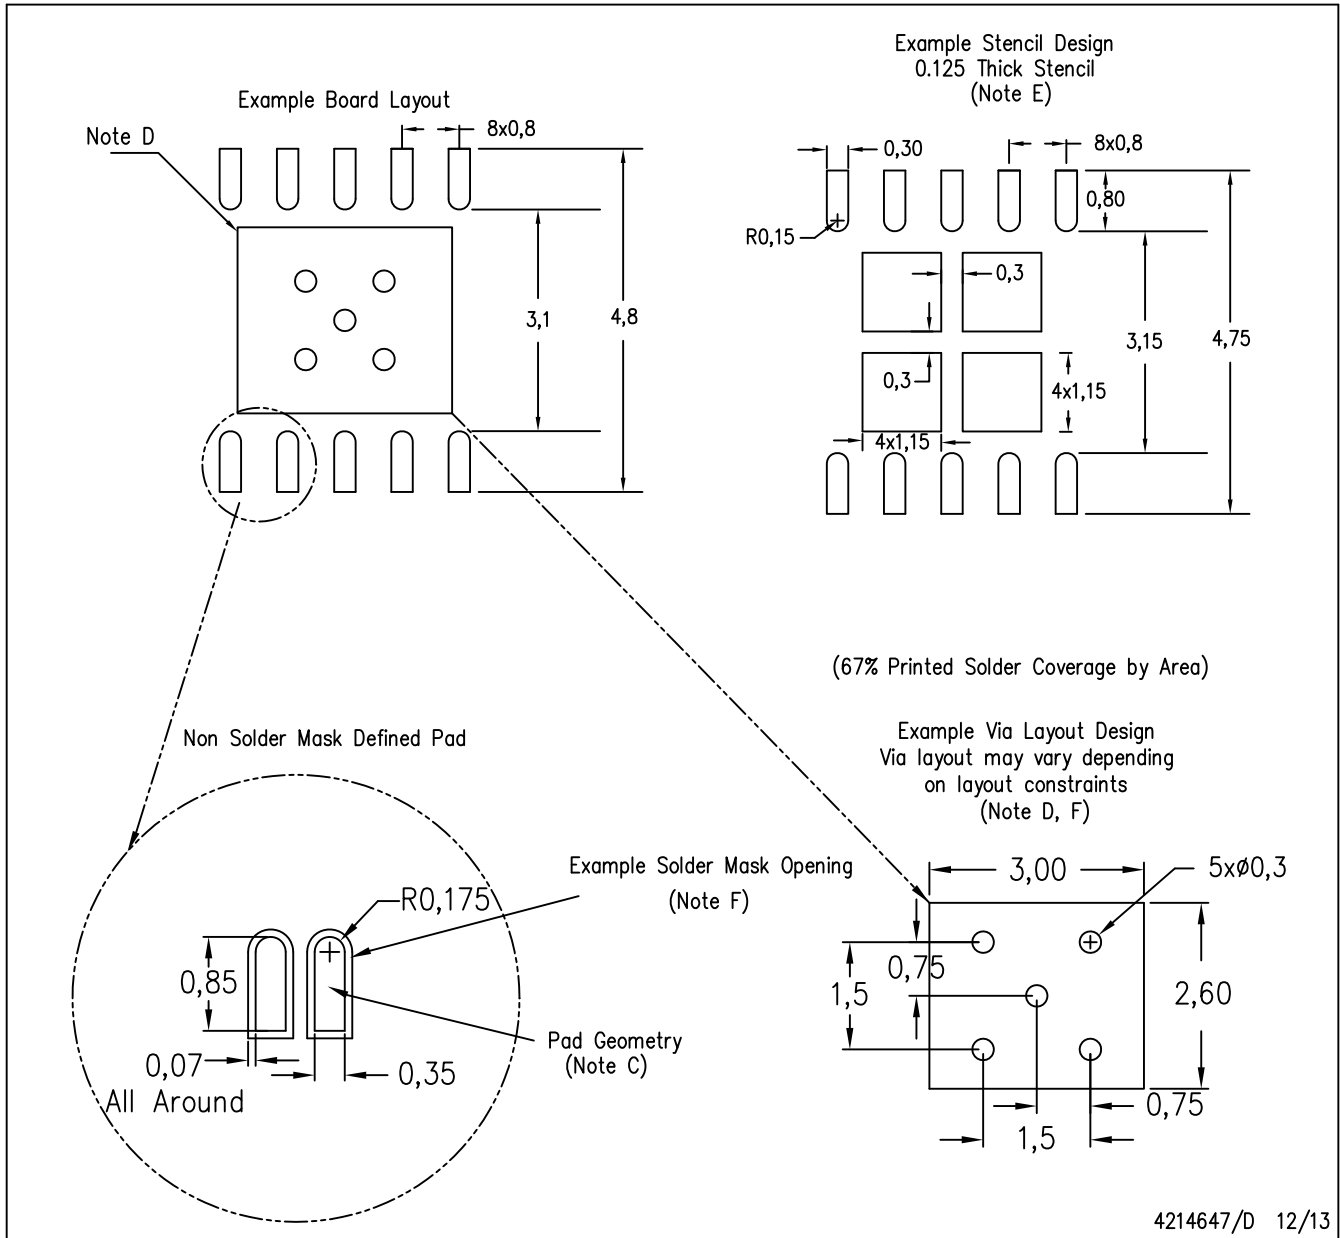 Example Stencil Design
0.125 Thick Stencil
(Note E)
Example Board Layout
Note D
8x0,8
3,1
4,8
0,30
8x0,8
0,80
R0,15
0,3
0,3
4x1,15
4x1,15
3,15
4,75
(67% Printed Solder Coverage by Area)
Non Solder Mask Defined Pad
Example Via Layout Design
Via layout may vary depending
on layout constraints
(Note D, F)
Example Solder Mask Opening
(Note F)
R0,175
0,85
0,07
All Around
0,35
Pad Geometry
(Note C)
3,00
5xø0,3
0,75
1,5
2,60
0,75
1,5
4214647/D 12/13